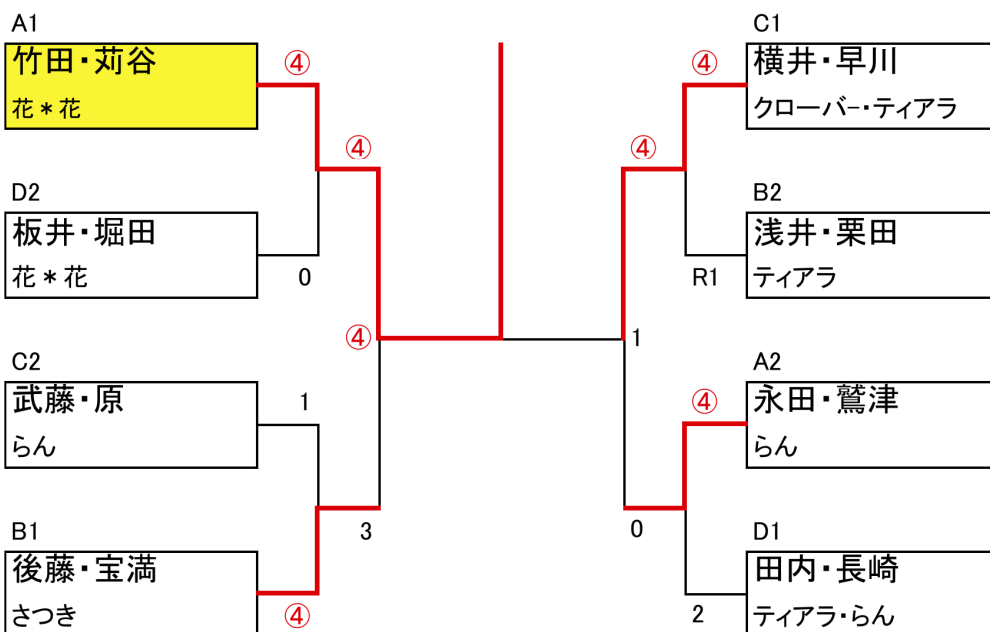 A1
竹田・苅谷
花＊花
④
④
D2
板井・堀田
花＊花
0
④
C2
武藤・原
らん
1
3
B1
後藤・宝満
さつき
④
C1
横井・早川
クローバー・ティアラ
④
④
B2
浅井・栗田
ティアラ
R1
1
A2
永田・鷲津
らん
④
0
D1
田内・長崎
ティアラ・らん
2